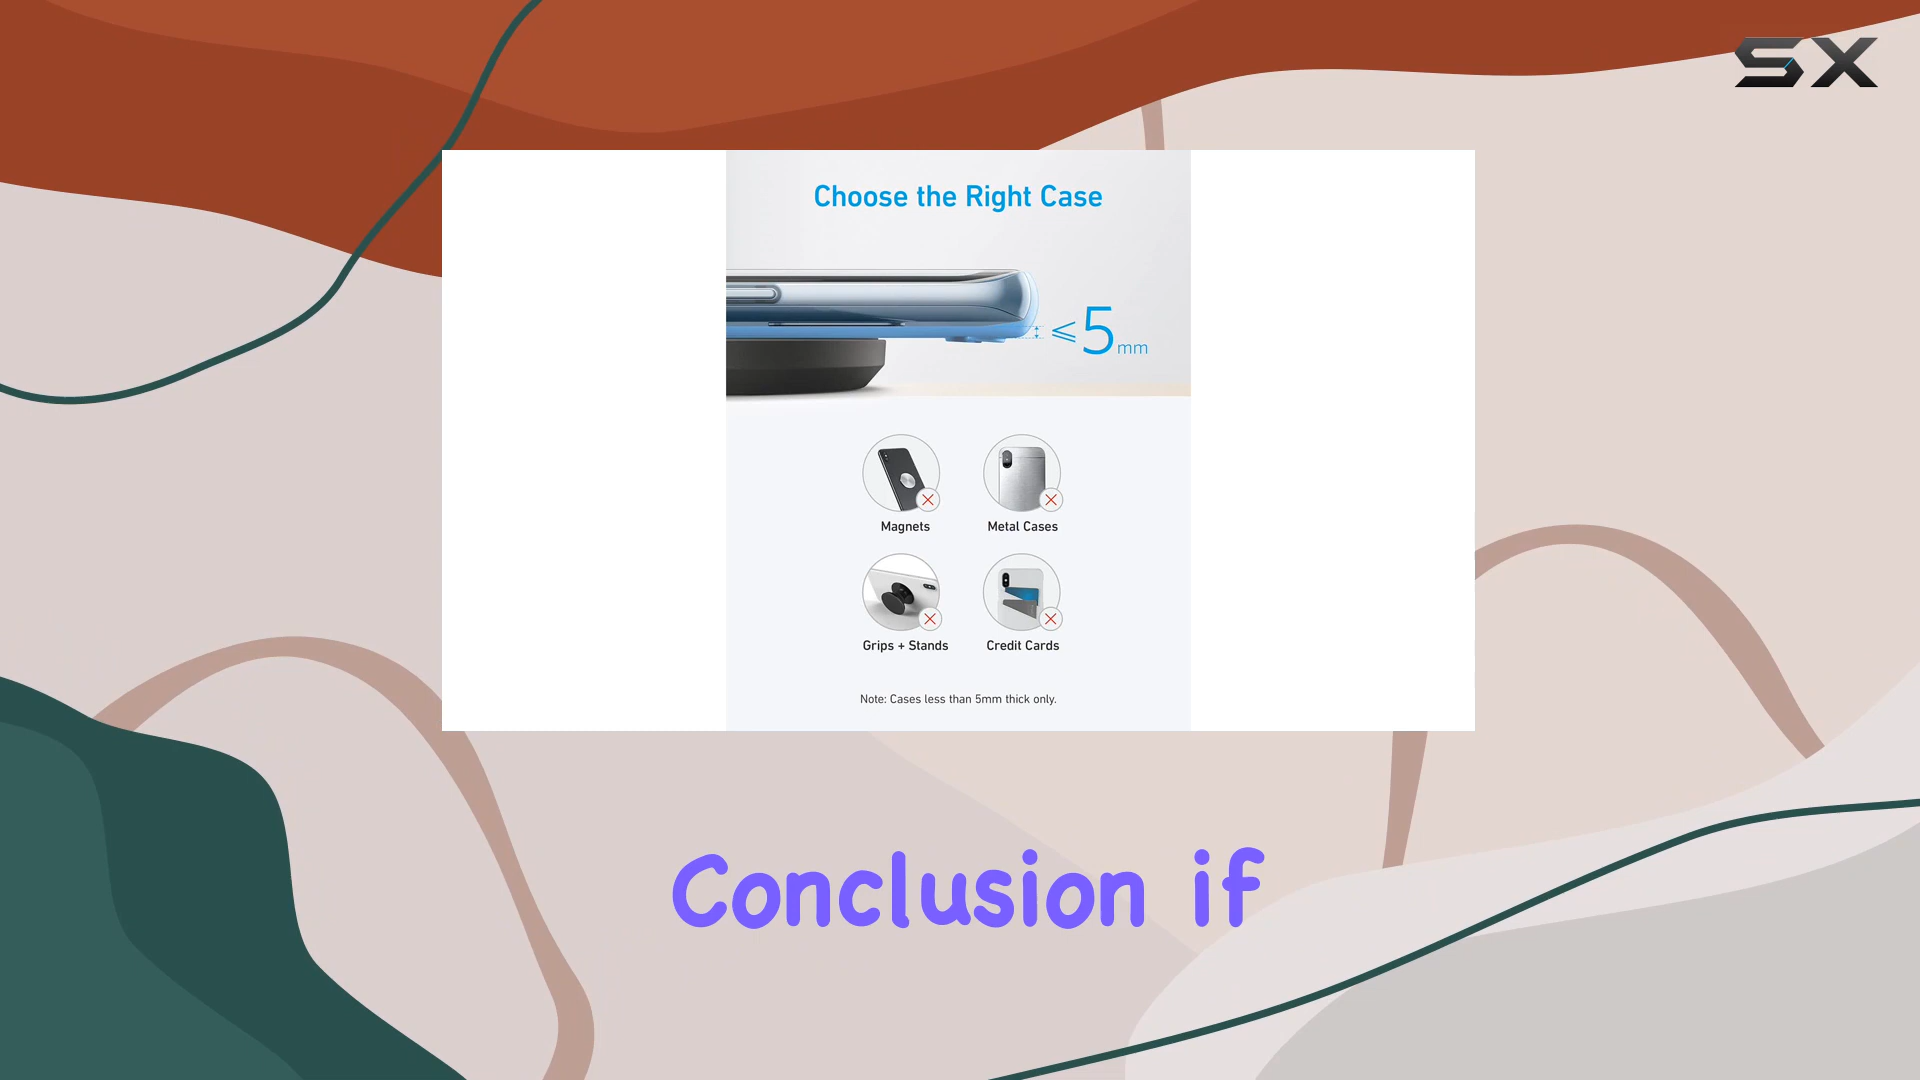 SX
Choose the Right Case
⩽5mm
Magnets
Metal Cases
Grips + Stands
Credit Cards
Note: Cases less than 5mm thick only.
Conclusion if